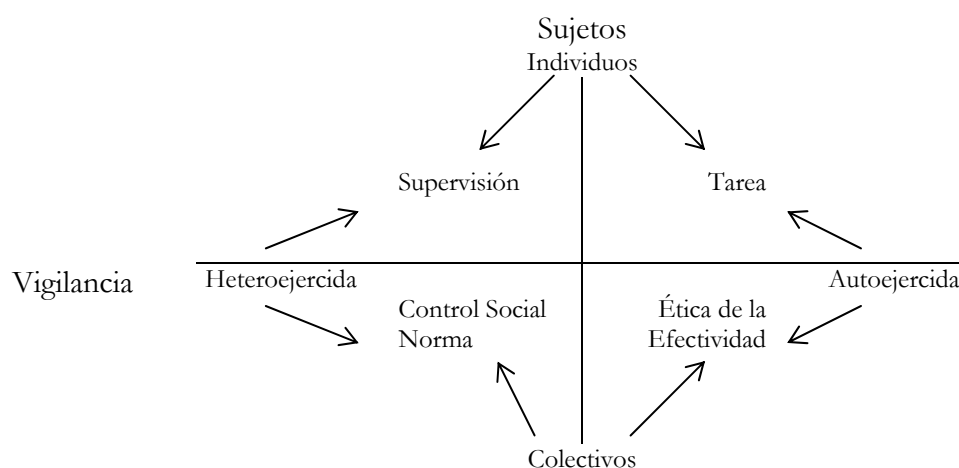 Sujetos
Individuos
Supervisión
Tarea
Vigilancia
Heteroejercida
Autoejercida
Control Social
Norma
Ética de la
Efectividad
Colectivos